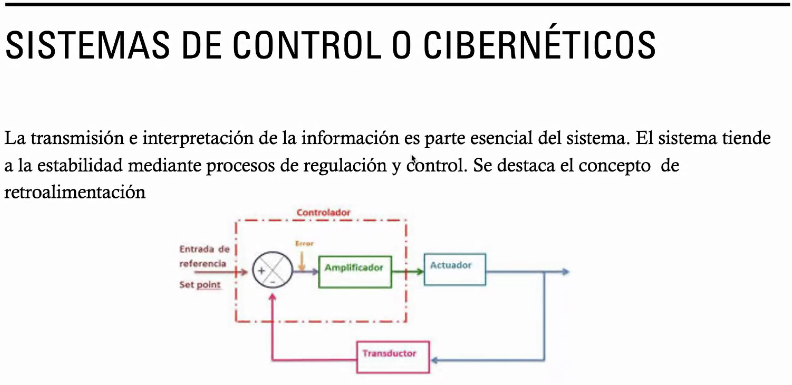 SISTEMAS DE CONTROL O CIBERNÉTICOS
La transmisión e interpretación de la información es parte esencial del sistema. El sistema tiende
a la estabilidad mediante procesos de regulación y control. Se destaca el concepto de
retroalimentación
Controlador
Entrada de
referencia
Set point
Error
+
-
Amplificador
Actuador
Transductor